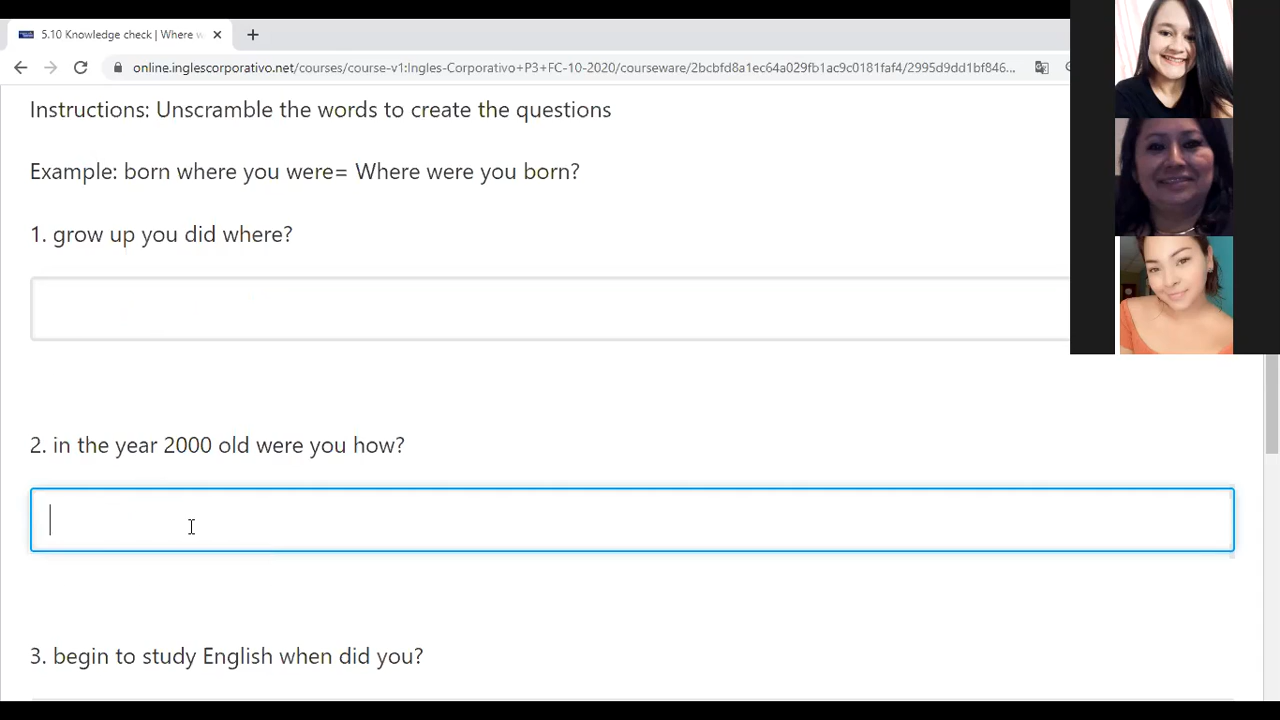 5.10 Knowledge check | Where w
online.inglescorporativo.net/courses/course-v1:Ingles-Corporativo+P3+FC-10-2020/courseware/2bcbfd8a1ec64a029fb1ac9c0181faf4/2995d9dd1bf846...
Instructions: Unscramble the words to create the questions
Example: born where you were= Where were you born?
1. grow up you did where?
2. in the year 2000 old were you how?
3. begin to study English when did you?